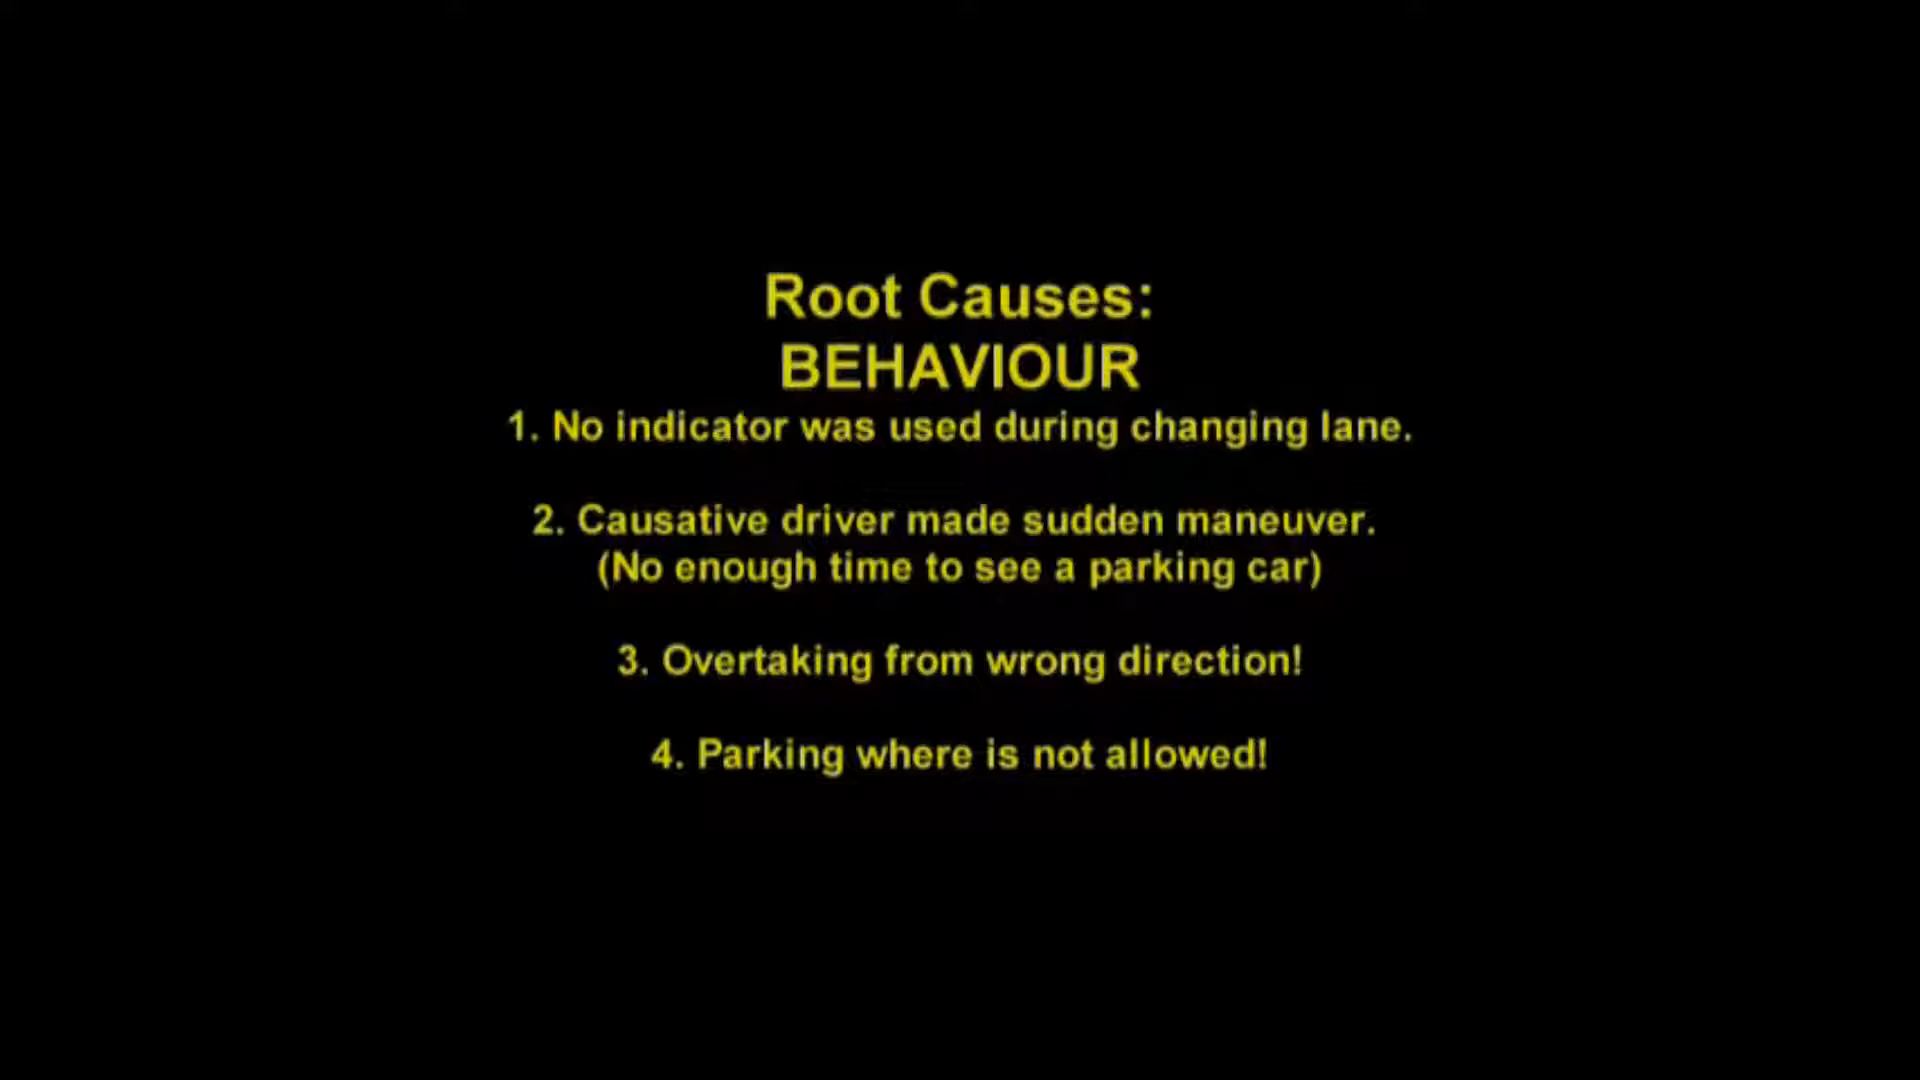 Root Causes:
BEHAVIOUR
1. No indicator was used during changing lane.
2. Causative driver made sudden maneuver.
(No enough time to see a parking car)
3. Overtaking from wrong direction!
4. Parking where is not allowed!